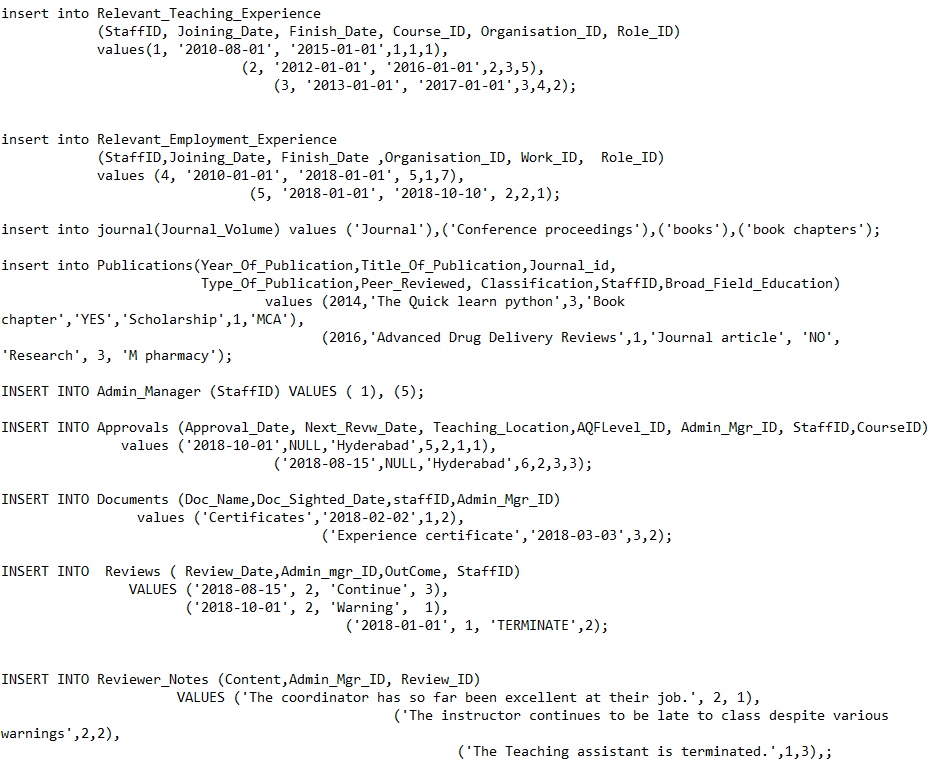 insert into Relevant_Teaching_Experience
(StaffID, Joining_Date, Finish_Date, Course_ID, Organisation_ID, Role_ID)
values(1, '2010-08-01', '2015-01-01',1,1,1),
(2, '2012-01-01', '2016-01-01',2,3,5),
(3, '2013-01-01', '2017-01-01',3,4,2);
insert into Relevant_Employment_Experience
(StaffID,Joining_Date, Finish_Date ,Organisation_ID, Work_ID,  Role_ID)
values (4, '2010-01-01', '2018-01-01', 5,1,7),
(5, '2018-01-01', '2018-10-10', 2,2,1);
insert into journal(Journal_Volume) values ('Journal'),('Conference proceedings'),('books'),('book chapters');
insert into Publications(Year_Of_Publication,Title_Of_Publication,Journal_id,
Type_Of_Publication,Peer_Reviewed, Classification,StaffID,Broad_Field_Education)
values (2014,'The Quick learn python',3,'Book
chapter','YES','Scholarship',1,'MCA'),
(2016,'Advanced Drug Delivery Reviews',1,'Journal article', 'NO',
'Research', 3, 'M pharmacy');
INSERT INTO Admin_Manager (StaffID) VALUES ( 1), (5);
INSERT INTO Approvals (Approval_Date, Next_Revw_Date, Teaching_Location,AQFLevel_ID, Admin_Mgr_ID, StaffID,CourseID)
values ('2018-10-01',NULL,'Hyderabad',5,2,1,1),
('2018-08-15',NULL,'Hyderabad',6,2,3,3);
INSERT INTO Documents (Doc_Name,Doc_Sighted_Date,staffID,Admin_Mgr_ID)
values ('Certificates','2018-02-02',1,2),
('Experience certificate','2018-03-03',3,2);
INSERT INTO  Reviews ( Review_Date,Admin_mgr_ID,OutCome, StaffID)
VALUES ('2018-08-15', 2, 'Continue', 3),
('2018-10-01', 2, 'Warning',  1),
('2018-01-01', 1, 'TERMINATE',2);
INSERT INTO Reviewer_Notes (Content,Admin_Mgr_ID, Review_ID)
VALUES ('The coordinator has so far been excellent at their job.', 2, 1),
('The instructor continues to be late to class despite various
warnings',2,2),
('The Teaching assistant is terminated.',1,3),;